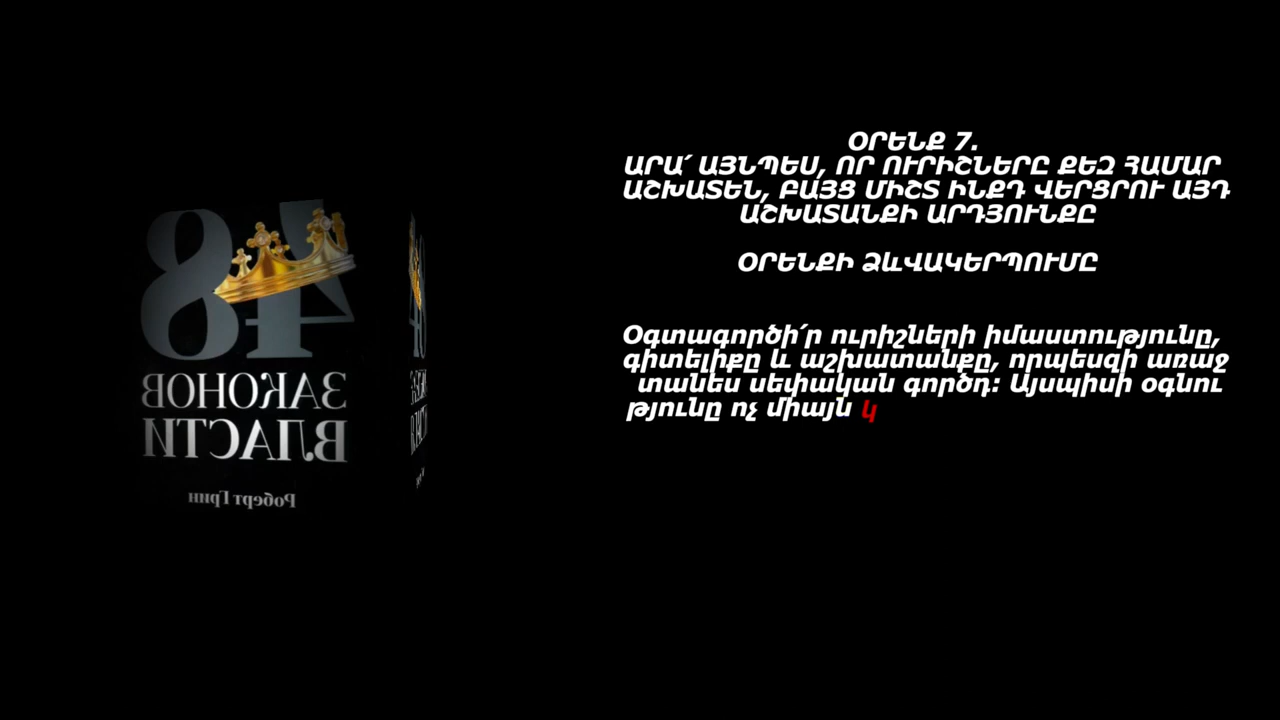 48
ЗАКОНОВ
ВЛАСТИ
Роберт Грин
ՕՐԵՆՔ 7.
ԱՐԱ՛ ԱՅՆՊԵՍ, ՈՐ ՈՒՐԻՇՆԵՐԸ ՔԵԶ ՀԱՄԱՐ
ԱՇԽԱՏԵՆ, ԲԱՅՑ ՄԻՇՏ ԻՆՔԴ ՎԵՐՑՐՈՒ ԱՅԴ
ԱՇԽԱՏԱՆՔԻ ԱՐԴՅՈՒՆՔԸ
ՕՐԵՆՔԻ ՁևՎԱԿԵՐՊՈՒՄԸ
Օգտագործի՛ր ուրիշների իմաստությունը,
գիտելիքը և աշխատանքը, որպեսզի առաջ
տանես սեփական գործդ: Այսպիսի օգնու
թյունը ոչ միայն կ